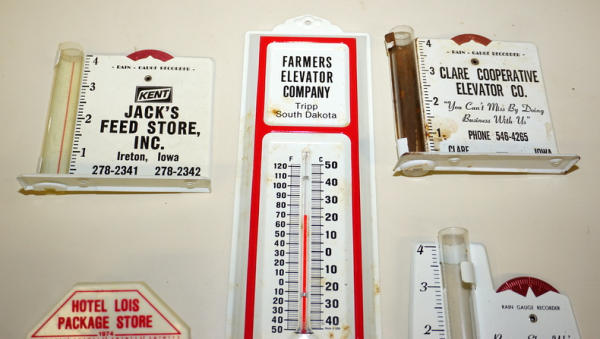 4
3
2
1
RAIN GAUGE RECORDER
KENT
JACK'S
FEED STORE,
INC.
Ireton, Iowa
278-2341 278-2342
FARMERS
ELEVATOR
COMPANY
Tripp
South Dakota
F C
120 50
110
100 40
90 30
80
70 20
60
50 10
40
30 0
20
10 10
0
10 20
20
30 30
40 40
50
4
3
2
1
RAIN GAUGE RECORDER
CLARE COOPERATIVE
ELEVATOR CO.
"You Can't Miss By Doing
Business With Us"
PHONE 546-4265
CLARE IOWA
HOTEL LOIS
PACKAGE STORE
1974
4
3
2
RAIN GAUGE RECORDER